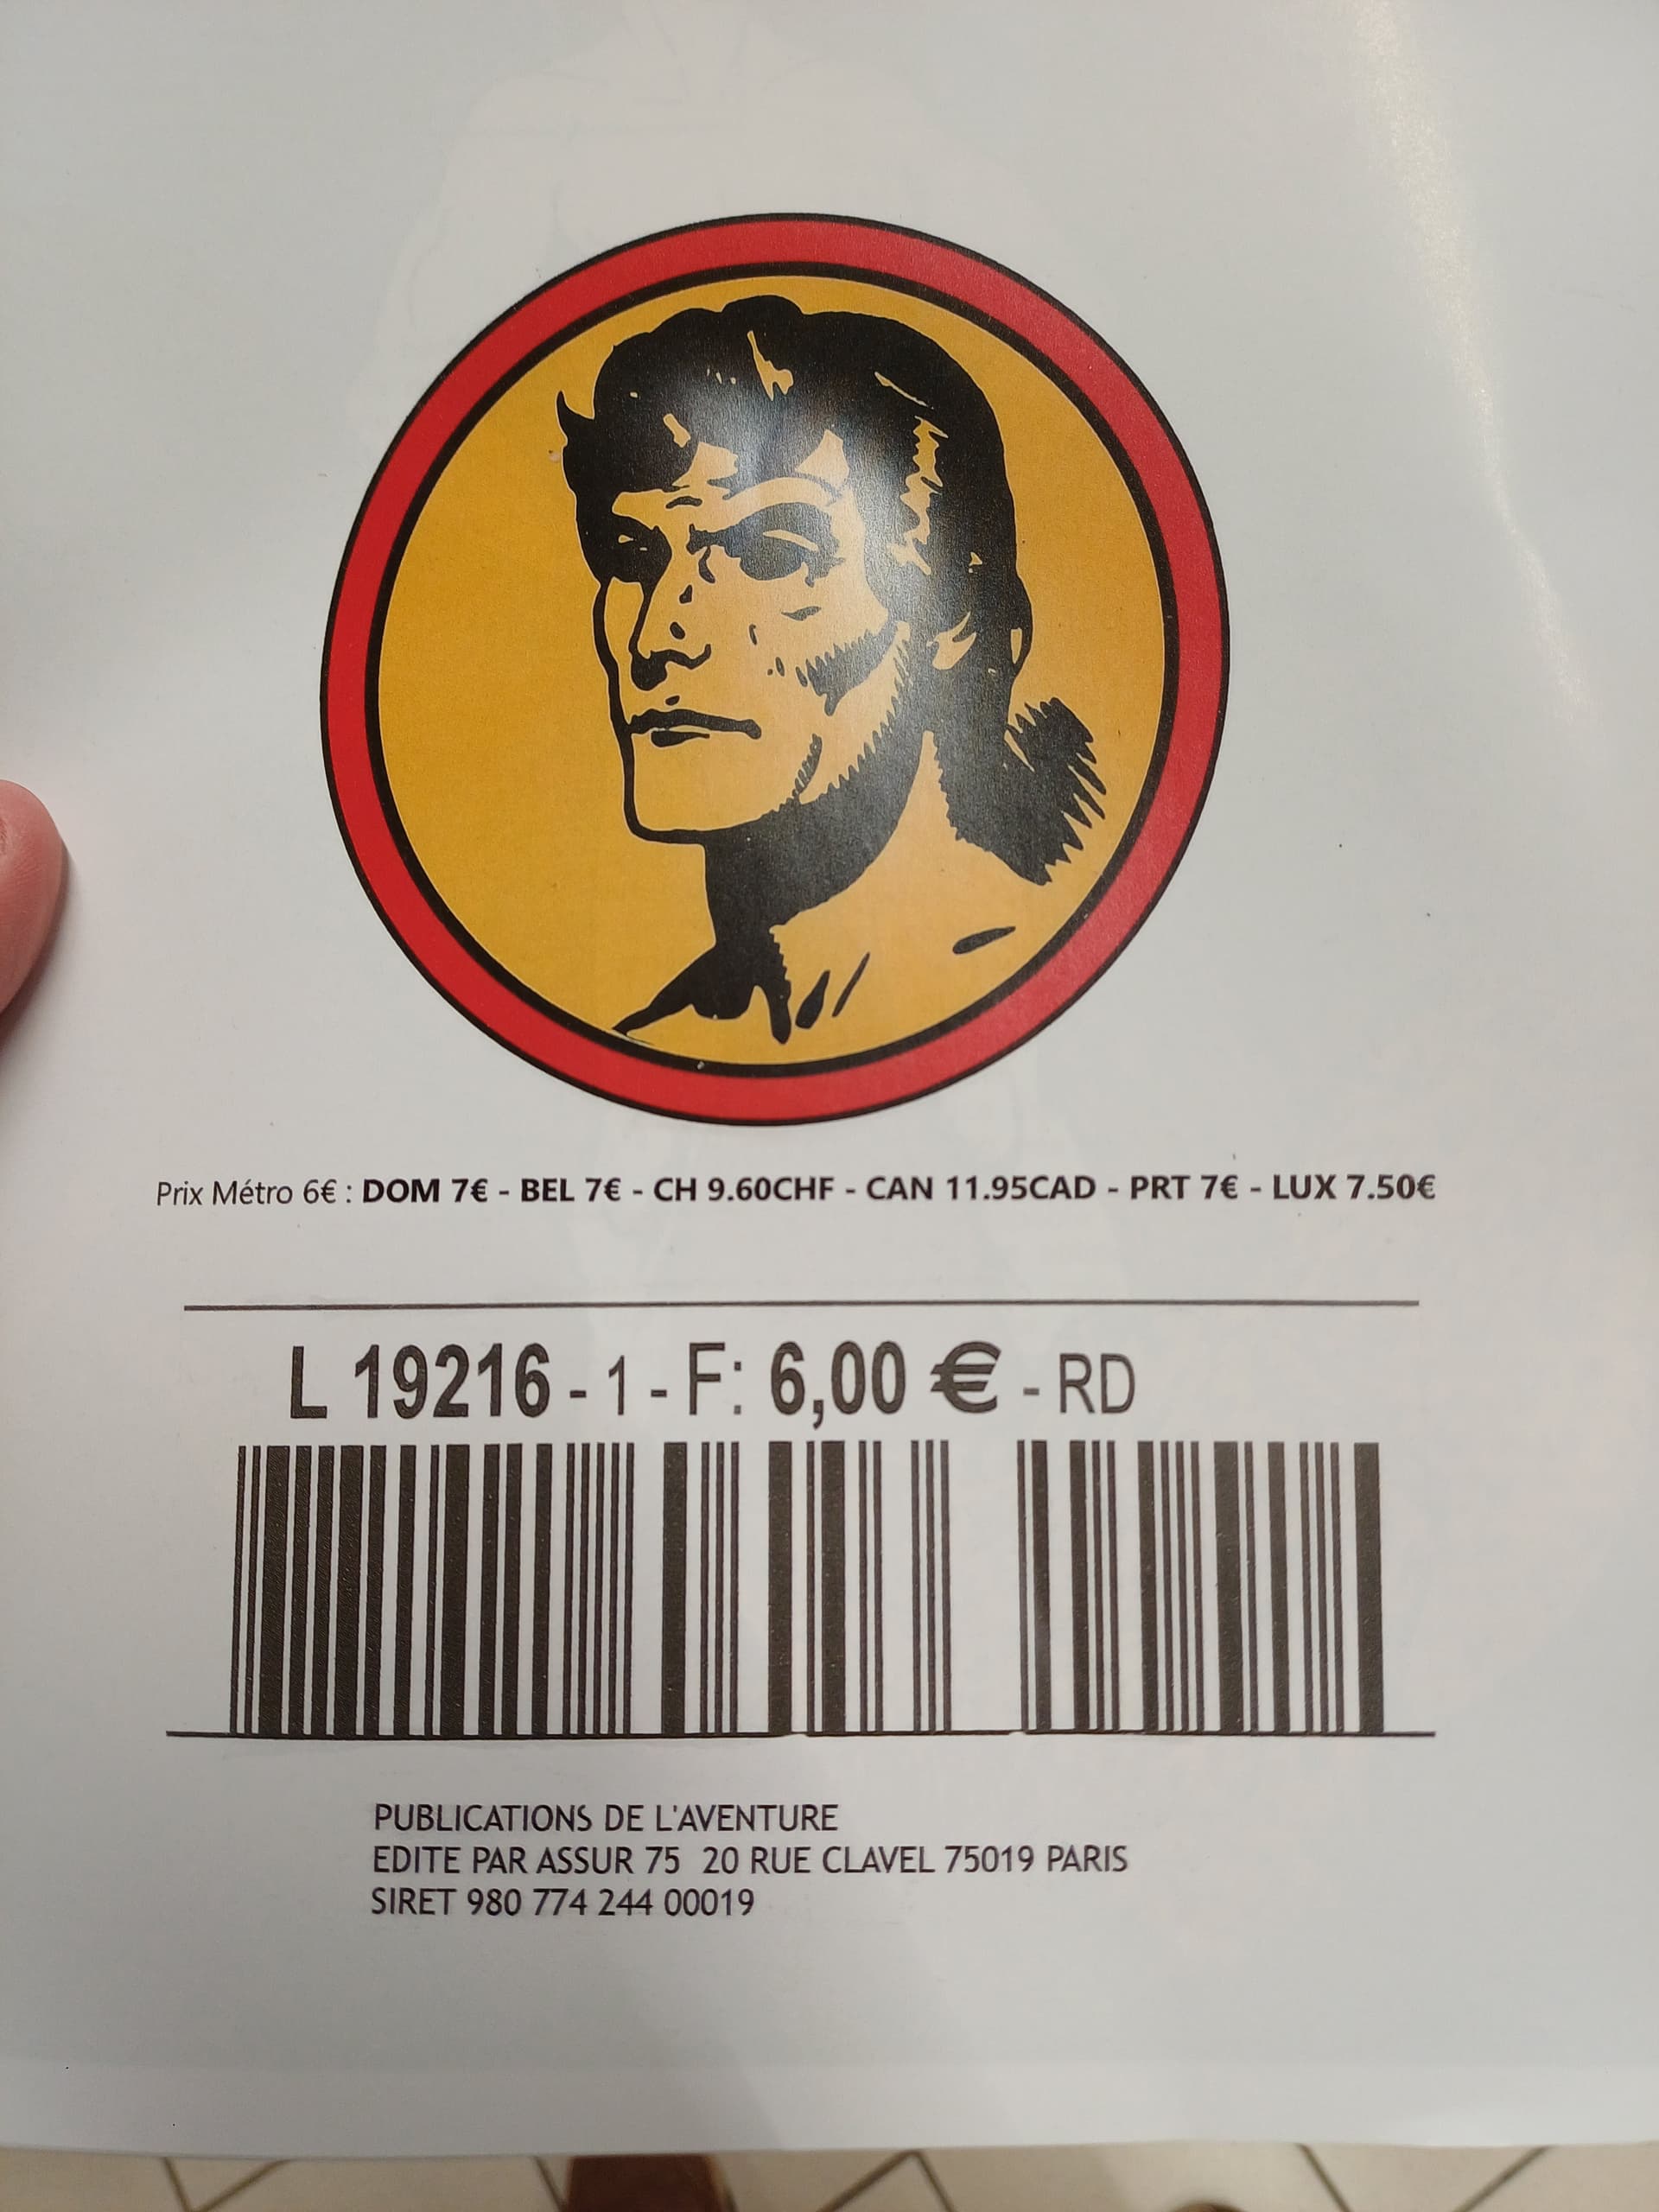 Prix Métro 6€ : DOM 7€ - BEL 7€ - CH 9.60CHF - CAN 11.95CAD - PRT 7€ - LUX 7.50€
L 19216 - 1 - F: 6,00 € - RD
PUBLICATIONS DE L'AVENTURE
EDITE PAR ASSUR 75 20 RUE CLAVEL 75019 PARIS
SIRET 980 774 244 00019